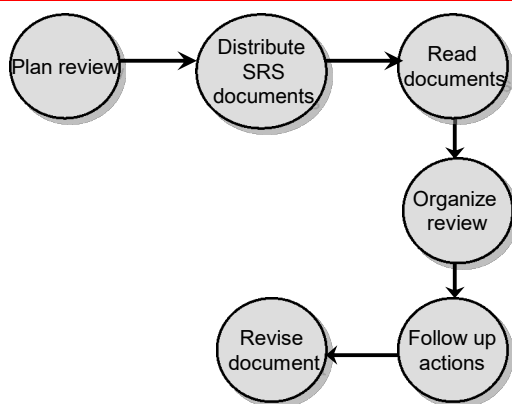 Plan review
Distribute
SRS
documents
Read
documents
Organize
review
Follow up
actions
Revise
document